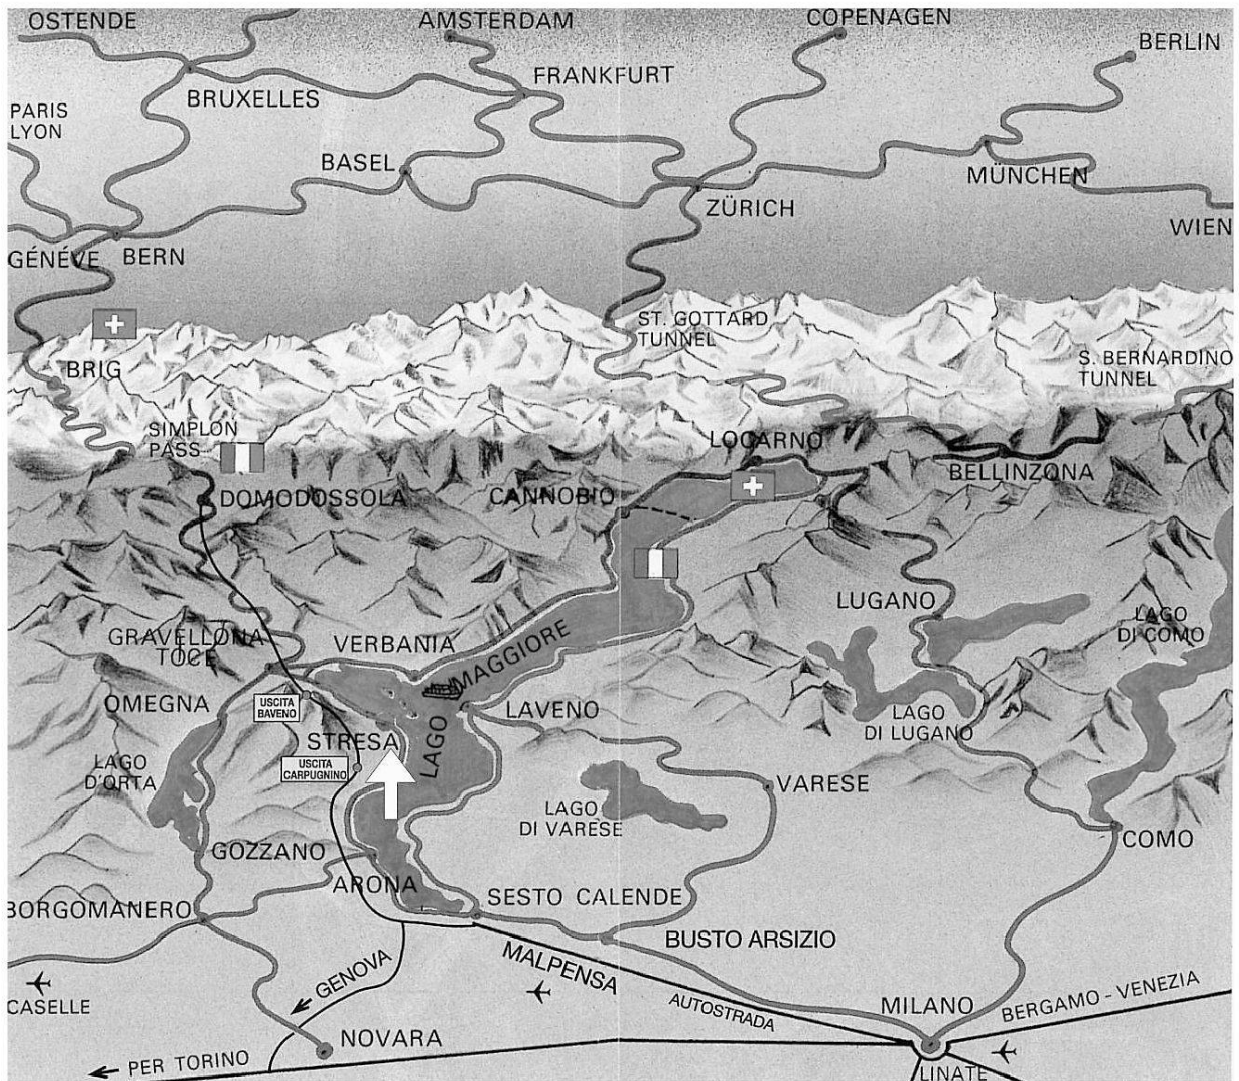 OSTENDE
AMSTERDAM
COPENAGEN
BERLIN
FRANKFURT
BRUXELLES
PARIS
LYON
BASEL
MÜNCHEN
ZÜRICH
WIEN
GÉNÉVE
BERN
ST. GOTTARD
TUNNEL
S. BERNARDINO
TUNNEL
BRIG
SIMPLON
PASS
LOCARNO
BELLINZONA
DOMODOSSOLA
CANNOBIO
LUGANO
LAGO
DI COMO
GRAVELLONA
TOCE
VERBANIA
LAGO MAGGIORE
OMEGNA
USCITA
BAVENO
LAVENO
LAGO
DI LUGANO
STRESA
USCITA
CARPUGNINO
LAGO
D'ORTA
VARESE
LAGO
DI VARESE
COMO
GOZZANO
ARONA
SESTO CALENDE
BORGOMANERO
BUSTO ARSIZIO
MALPENSA
GENOVA
CASELLE
AUTOSTRADA
MILANO
BERGAMO - VENEZIA
NOVARA
PER TORINO
LINATE